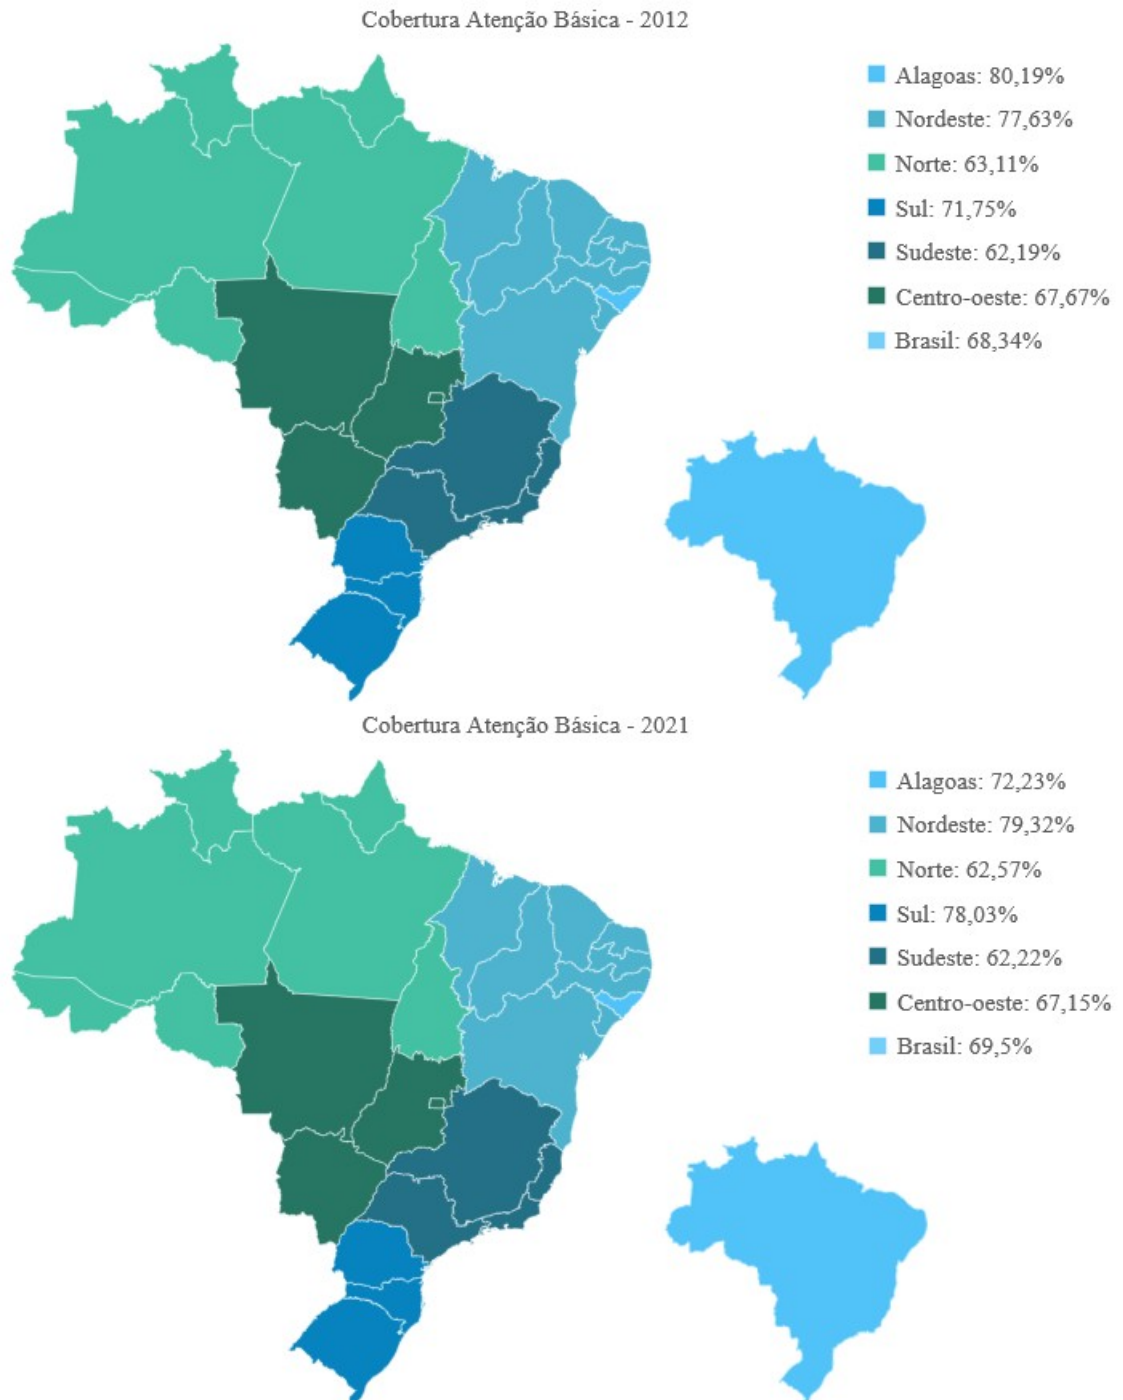 Cobertura Atenção Básica - 2012
Alagoas: 80,19%
Nordeste: 77,63%
Norte: 63,11%
Sul: 71,75%
Sudeste: 62,19%
Centro-oeste: 67,67%
Brasil: 68,34%
Cobertura Atenção Básica - 2021
Alagoas: 72,23%
Nordeste: 79,32%
Norte: 62,57%
Sul: 78,03%
Sudeste: 62,22%
Centro-oeste: 67,15%
Brasil: 69,5%